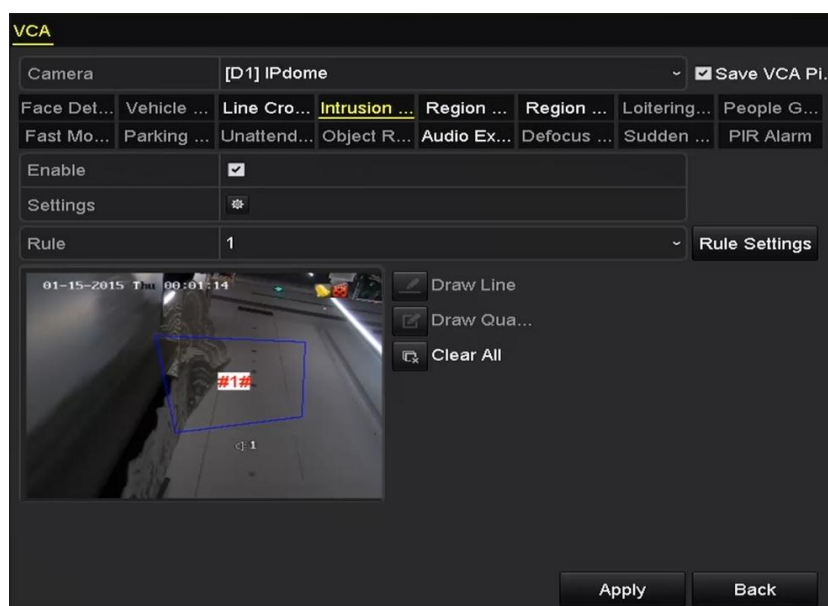 VCA
Camera [D1] IPdome Save VCA Pi.
Face Det... Vehicle ... Line Cro... Intrusion ... Region ... Region ... Loitering... People G...
Fast Mo... Parking ... Unattend... Object R... Audio Ex... Defocus ... Sudden ... PIR Alarm
Enable
Settings
Rule 1 Rule Settings
01-15-2015 Thu 00:01:14
Draw Line
Draw Qua...
Clear All
#1#
1
Apply Back